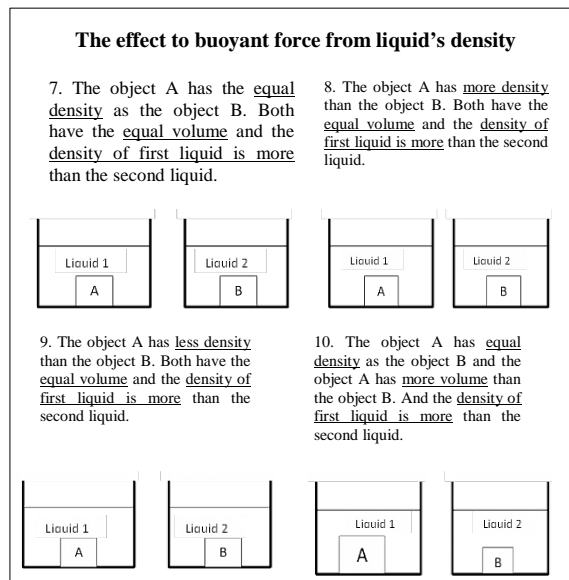 The effect to buoyant force from liquid's density
7. The object A has the equal
density as the object B. Both
have the equal volume and the
density of first liquid is more
than the second liquid.
8. The object A has more density
than the object B. Both have the
equal volume and the density of
first liquid is more than the second
liquid.
Liquid 1
A
Liquid 2
B
Liquid 1
A
Liquid 2
B
9. The object A has less density
than the object B. Both have the
equal volume and the density of
first liquid is more than the
second liquid.
10. The object A has equal
density as the object B and the
object A has more volume than
the object B. And the density of
first liquid is more than the
second liquid.
Liquid 1
A
Liquid 2
B
Liquid 1
A
Liquid 2
B